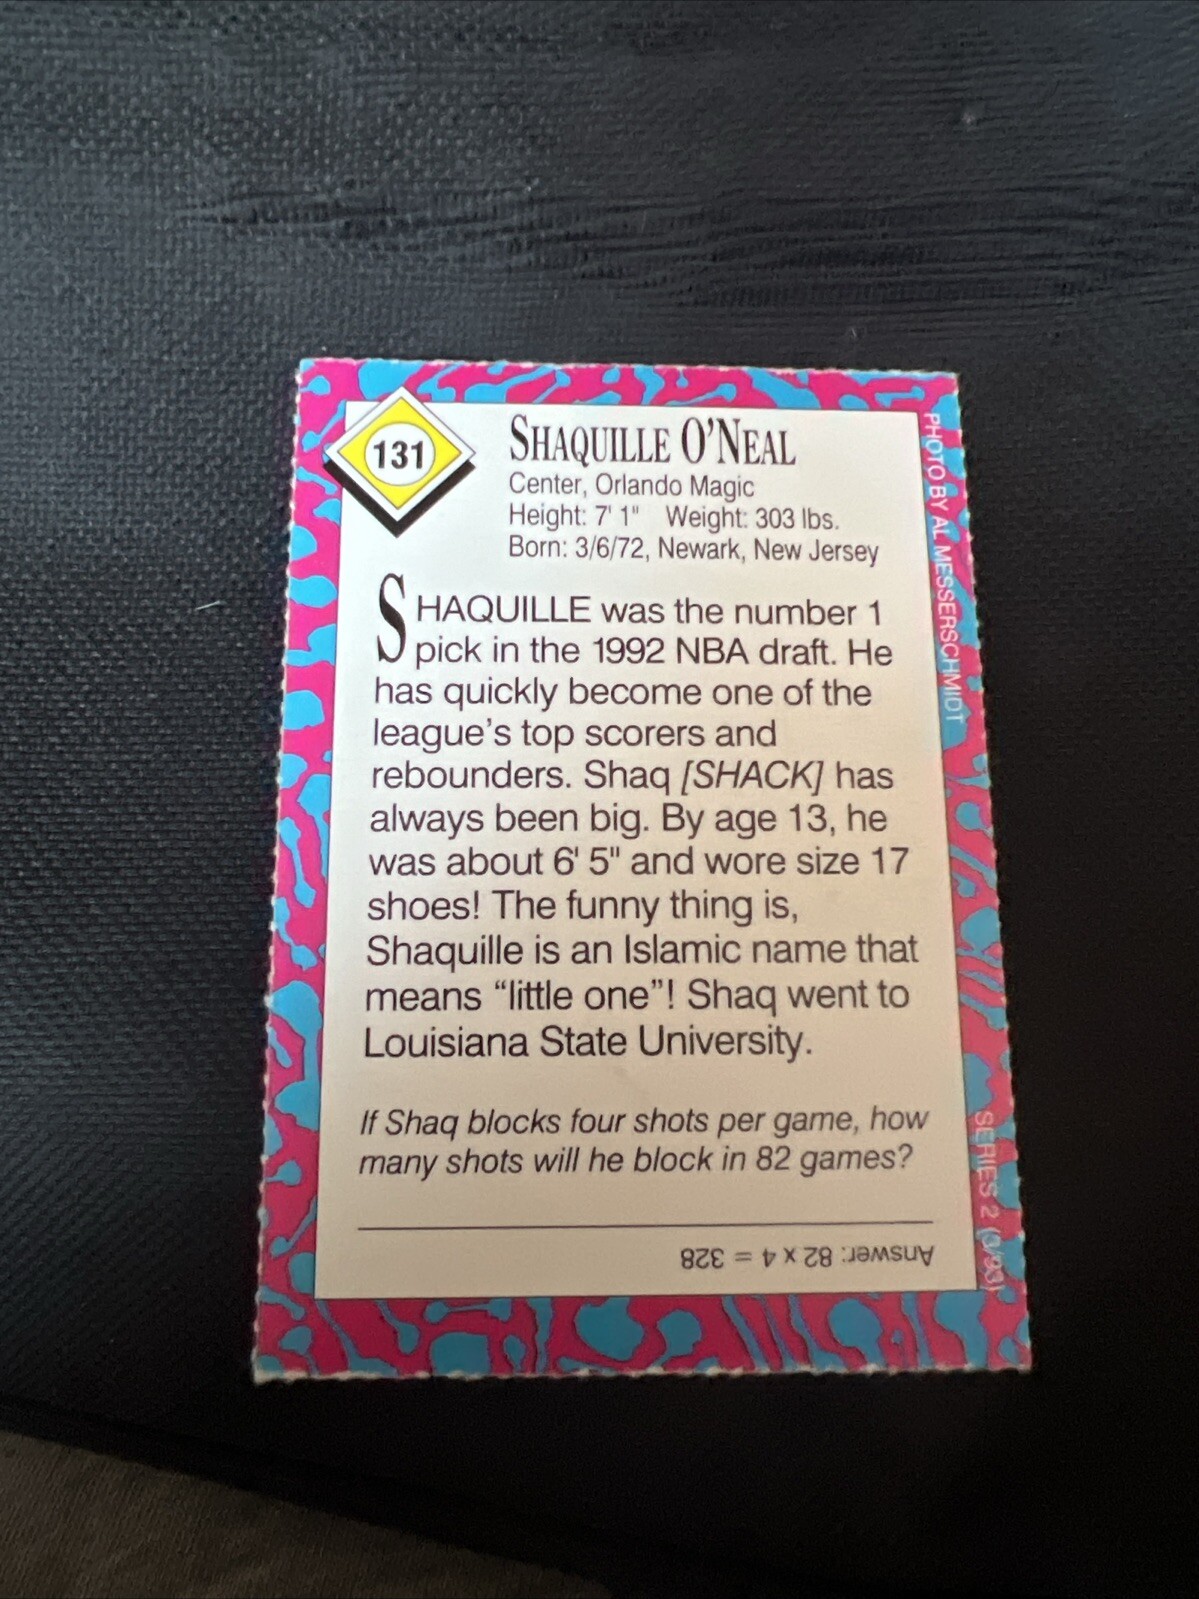 131
SHAQUILLE O'NEAL
Center, Orlando Magic
Height: 7' 1" Weight: 303 lbs.
Born: 3/6/72, Newark, New Jersey
SHAQUILLE was the number 1
pick in the 1992 NBA draft. He
has quickly become one of the
league's top scorers and
rebounders. Shaq [SHACK] has
always been big. By age 13, he
was about 6' 5" and wore size 17
shoes! The funny thing is,
Shaquille is an Islamic name that
means “little one”! Shaq went to
Louisiana State University.
If Shaq blocks four shots per game, how
many shots will he block in 82 games?
Answer: 82 x 4 = 328
PHOTO BY AL MESSERSCHMIDT
SERIES 2 (3/93)